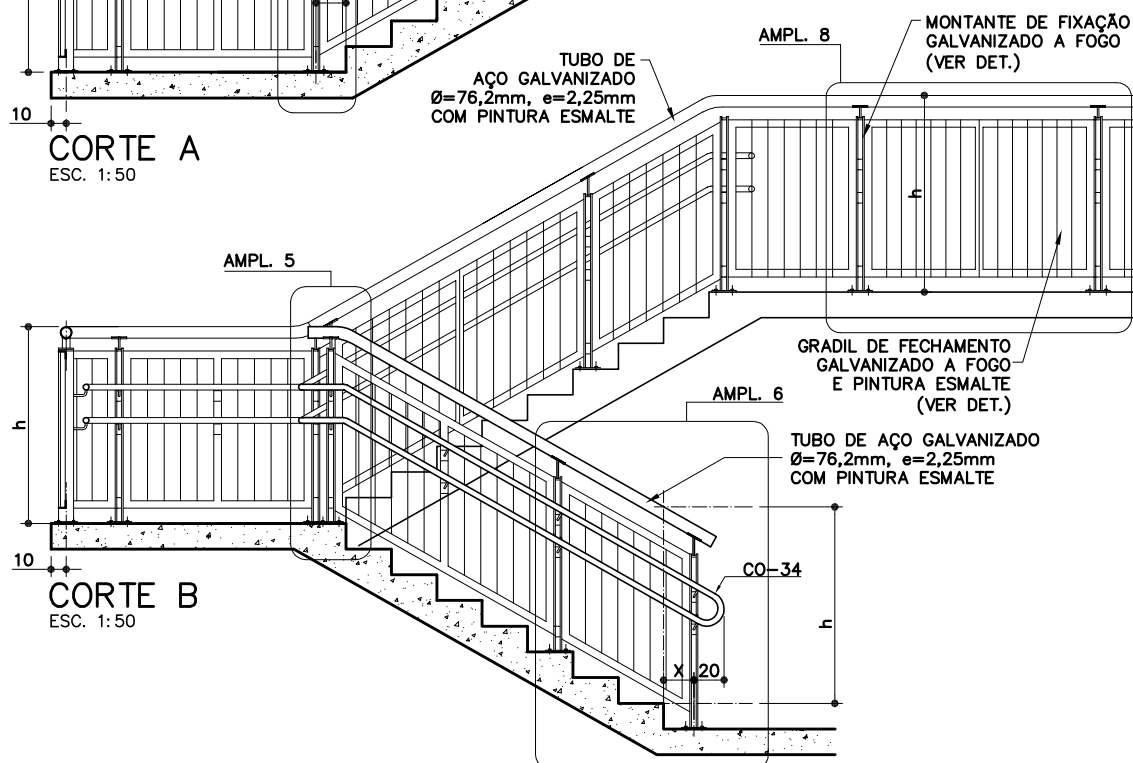 MONTANTE DE FIXAÇÃO
GALVANIZADO A FOGO
(VER DET.)
AMPL. 8
TUBO DE
AÇO GALVANIZADO
Ø=76,2mm, e=2,25mm
COM PINTURA ESMALTE
10
CORTE A
ESC. 1:50
h
AMPL. 5
GRADIL DE FECHAMENTO
GALVANIZADO A FOGO
E PINTURA ESMALTE
(VER DET.)
AMPL. 6
TUBO DE AÇO GALVANIZADO
Ø=76,2mm, e=2,25mm
COM PINTURA ESMALTE
h
10
CORTE B
ESC. 1:50
CO-34
h
X
20